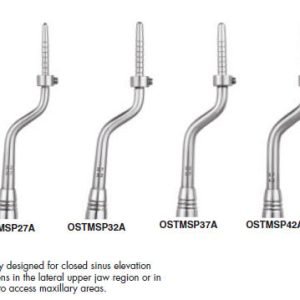 MSP27A OSTMSP32A OSTMSP37A OSTMSP42A
y designed for closed sinus elevation
ns in the lateral upper jaw region or in
to access maxillary areas.